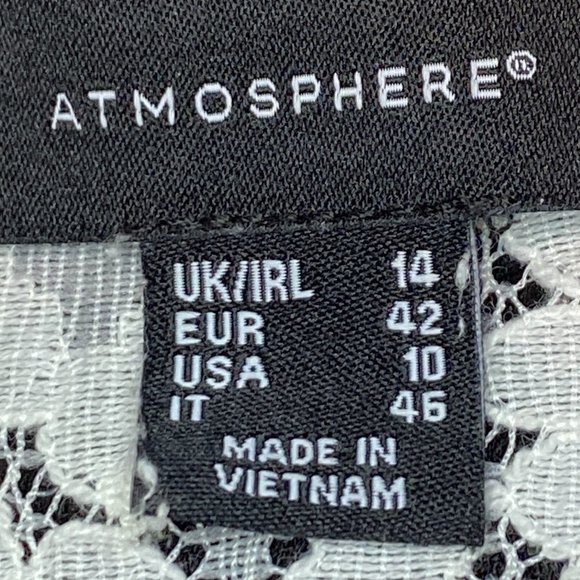 ATMOSPHERE®
UK/IRL 14
EUR 42
USA 10
IT 46
MADE IN
VIETNAM